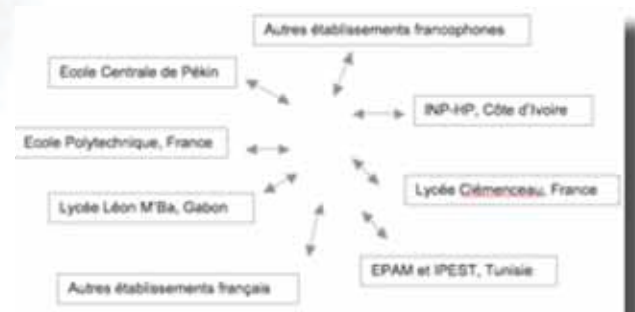 Autres établissements francophones
Ecole Centrale de Pékin
INP-HP, Côte d'Ivoire
Ecole Polytechnique, France
Lycée Clémenceau, France
Lycée Léon M'Ba, Gabon
EPAM et IPEST, Tunisie
Autres établissements français